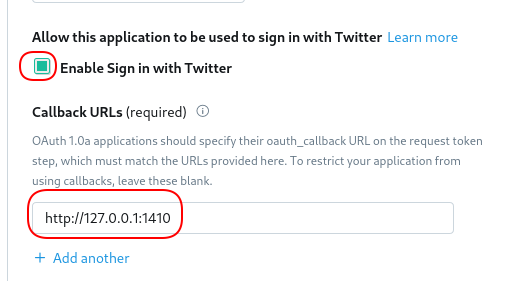 Allow this application to be used to sign in with Twitter Learn more
Enable Sign in with Twitter
Callback URLs (required)
OAuth 1.0a applications should specify their oauth_callback URL on the request token
step, which must match the URLs provided here. To restrict your application from
using callbacks, leave these blank.
http://127.0.0.1:1410
+ Add another